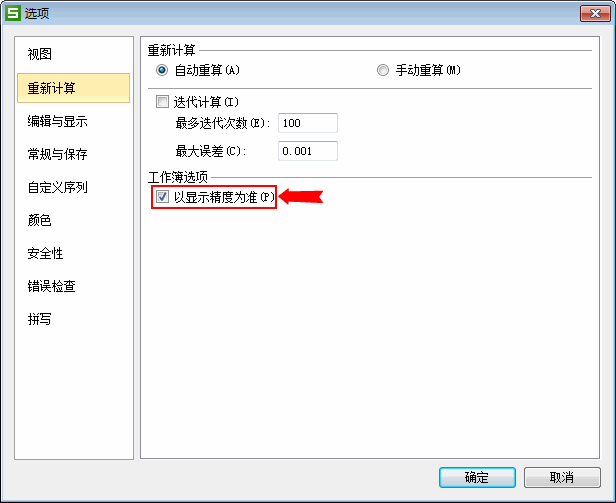 S 选项
视图
重新计算
编辑与显示
常规与保存
自定义序列
颜色
安全性
错误检查
拼写
重新计算
自动重算(A) 手动重算(M)
迭代计算(I)
最多迭代次数(E): 100
最大误差(C): 0.001
工作簿选项
以显示精度为准(P)
确定 取消